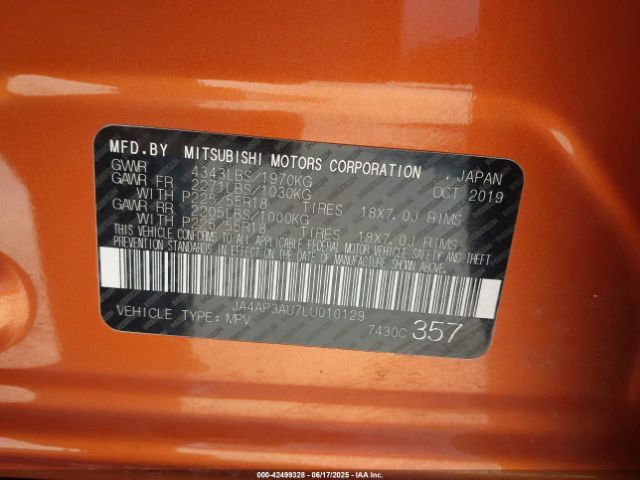 MFD.BY MITSUBISHI MOTORS CORPORATION , JAPAN
GVWR 4343LBS/1970KG OCT 2019
GAWR FR 2271LBS/1030KG
WITH P225/55R18 TIRES 18X7.0J RIMS
GAWR RR 2205LBS/1000KG
WITH P225/55R18 TIRES 18X7.0J RIMS
THIS VEHICLE CONFORMS TO ALL APPLICABLE FEDERAL MOTOR VEHICLE SAFETY, BUMPER, AND THEFT
PREVENTION STANDARDS IN EFFECT ON THE DATE OF MANUFACTURE SHOWN ABOVE.
JA4AP3AU7LU010129
VEHICLE TYPE: MPV 7430C 357
000-42499328 - 06/17/2025 - IAAI.COM